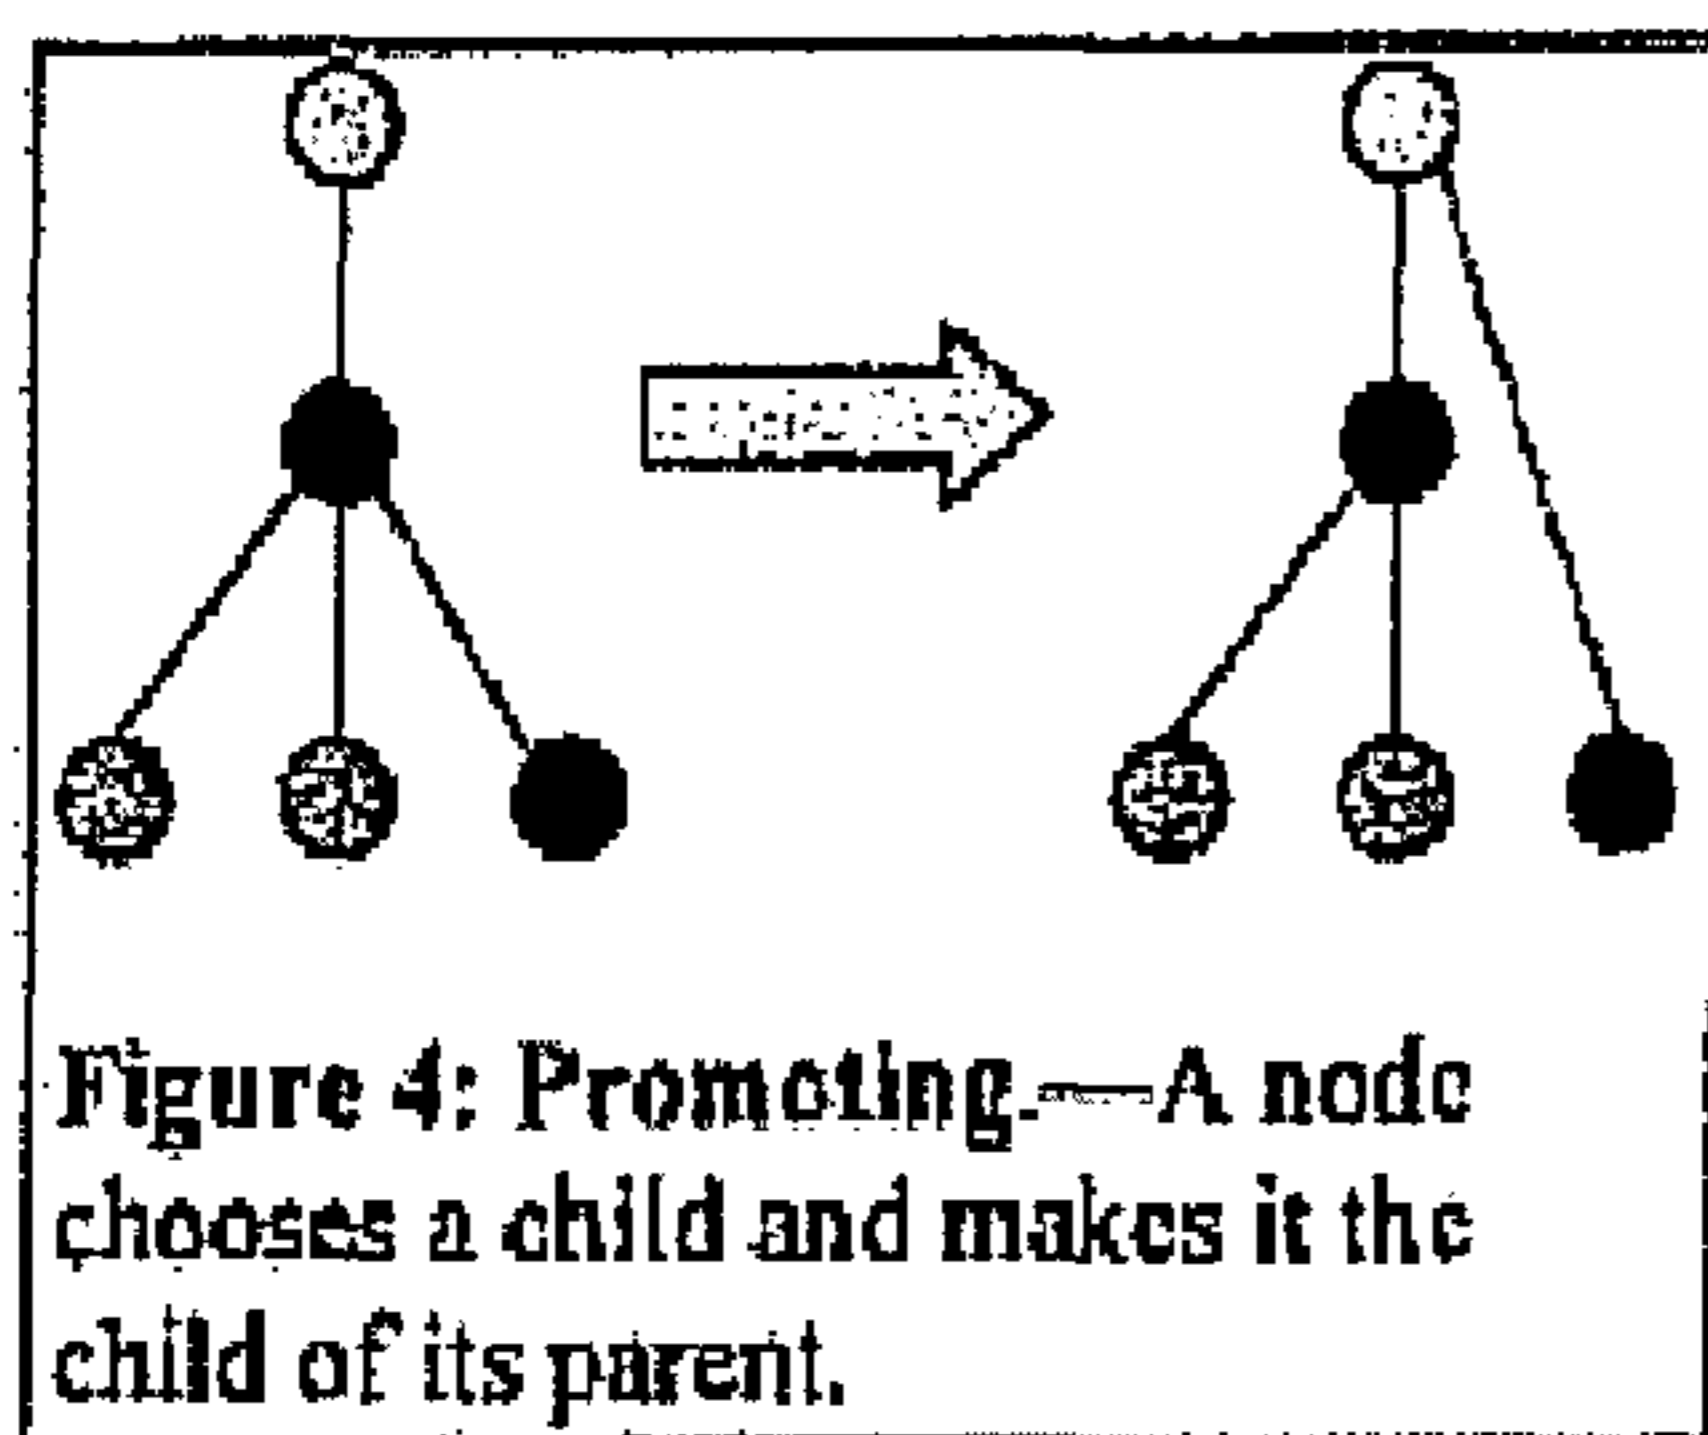 Figure 4: Promoting.—A node
chooses a child and makes it the
child of its parent.